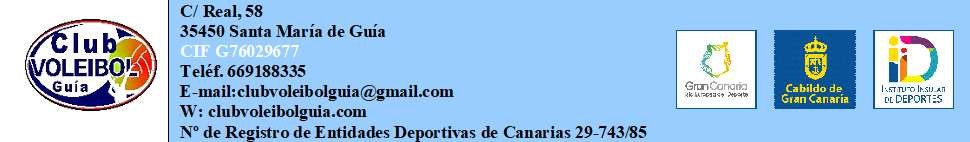 Club
VOLEIBOL
Guía
C/ Real, 58
35450 Santa María de Guía
CIF G76029677
Teléf. 669188335
E-mail:clubvoleibolguia@gmail.com
W: clubvoleibolguia.com
Nº de Registro de Entidades Deportivas de Canarias 29-743/85
Gran Canaria
Cabildo de
Gran Canaria
INSTITUTO INSULAR
DE DEPORTES